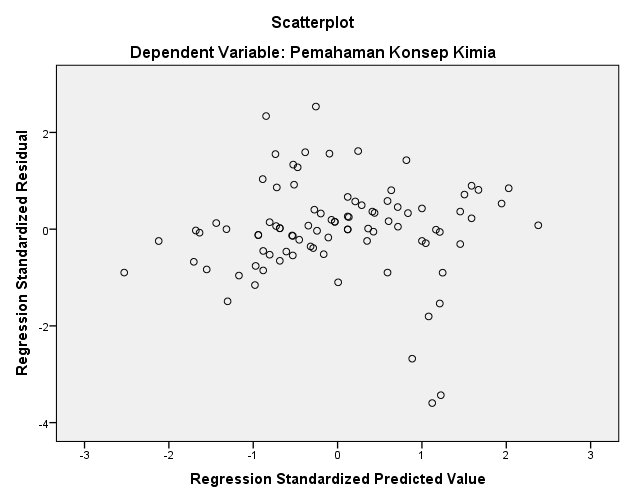 Scatterplot
Dependent Variable: Pemahaman Konsep Kimia
Regression Standardized Residual
2
0
-2
-4
-3
-2
-1
0
1
2
3
Regression Standardized Predicted Value